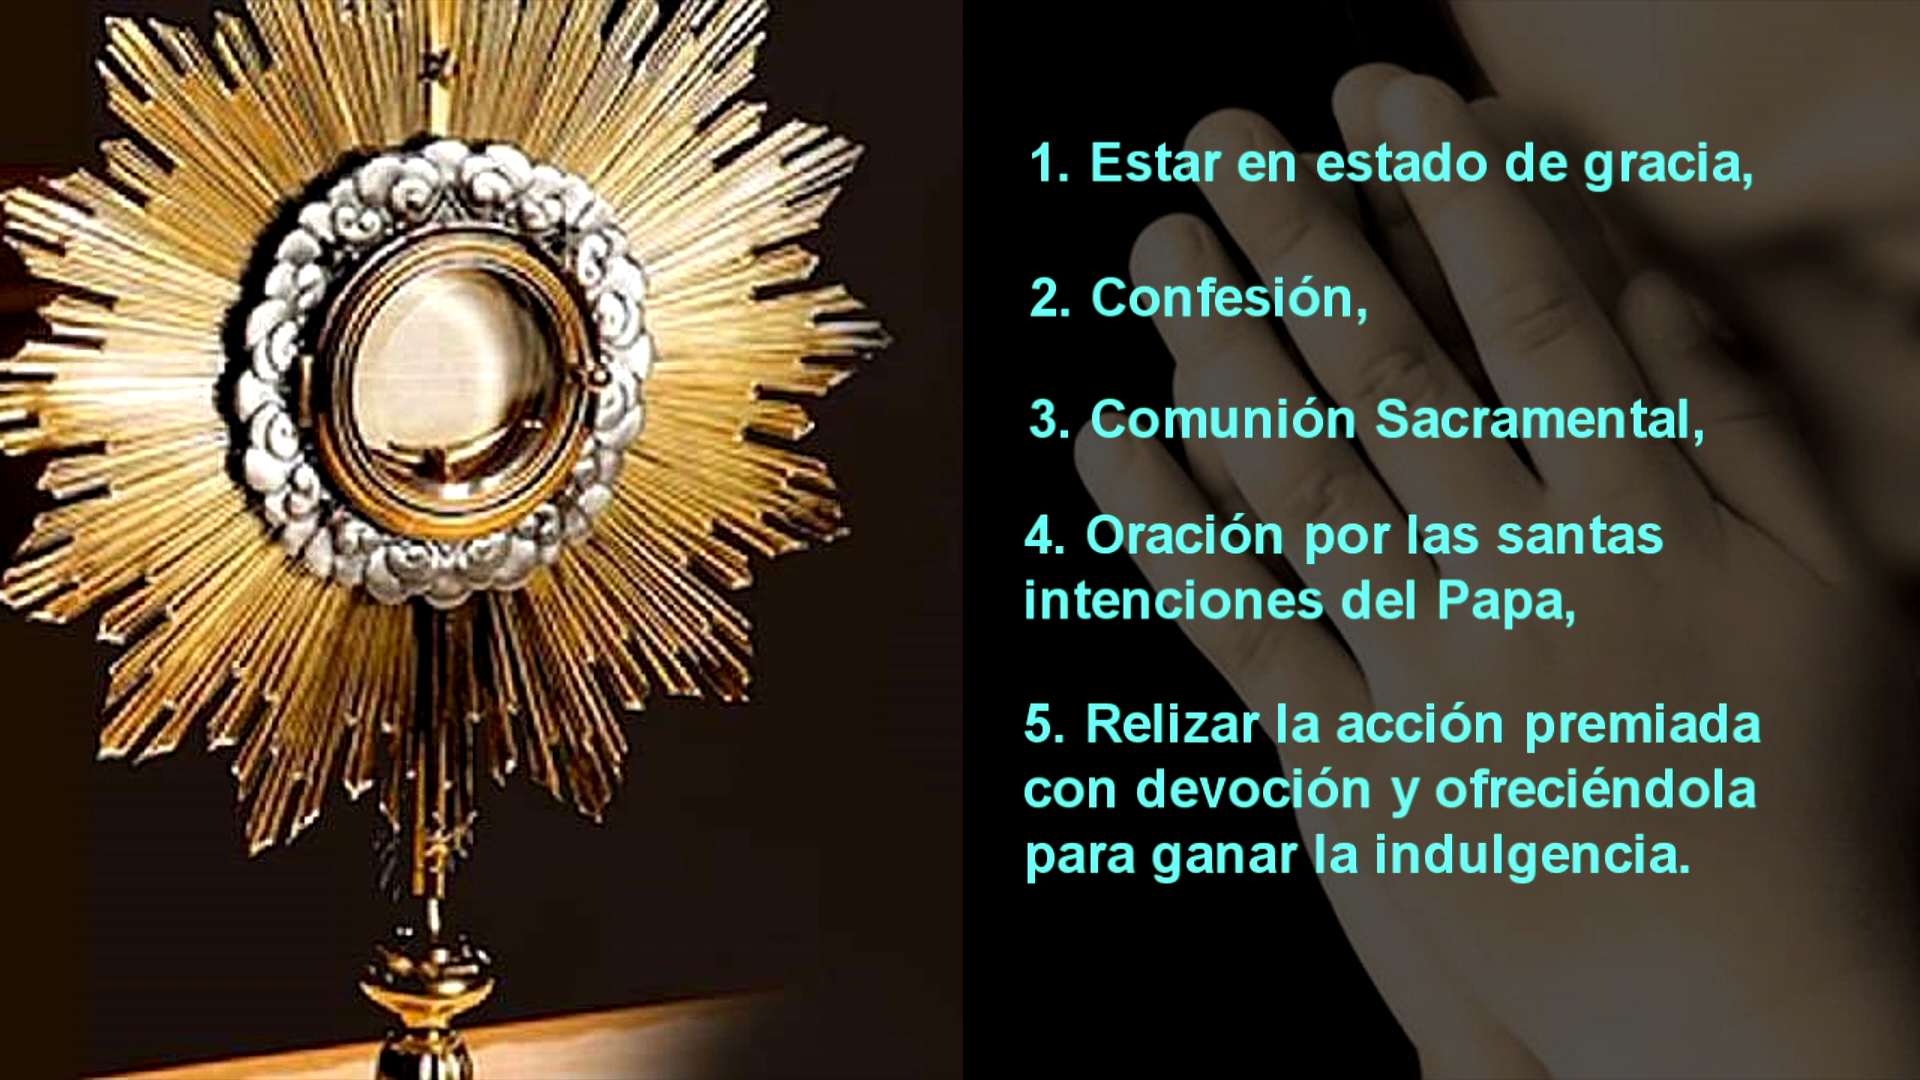 1. Estar en estado de gracia,
2. Confesión,
3. Comunión Sacramental,
4. Oración por las santas
intenciones del Papa,
5. Relizar la acción premiada
con devoción y ofreciéndola
para ganar la indulgencia.